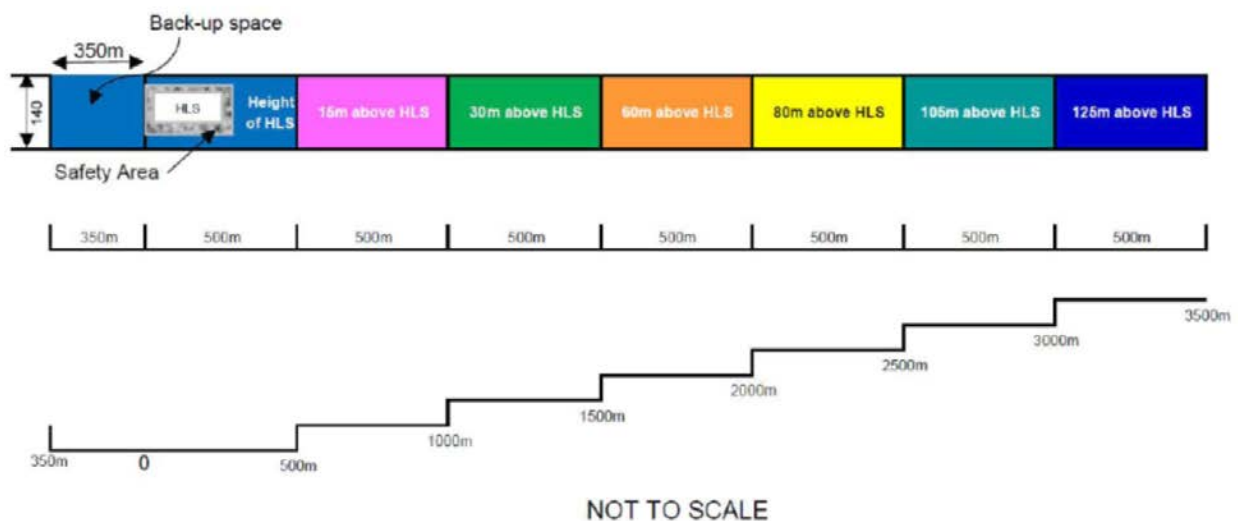 Back-up space
350m
140
HLS
Height
of HLS
15m above HLS
30m above HLS
60m above HLS
80m above HLS
105m above HLS
125m above HLS
Safety Area
350m
500m
500m
500m
500m
500m
500m
500m
3500m
3000m
2500m
2000m
1500m
1000m
350m
0
500m
NOT TO SCALE